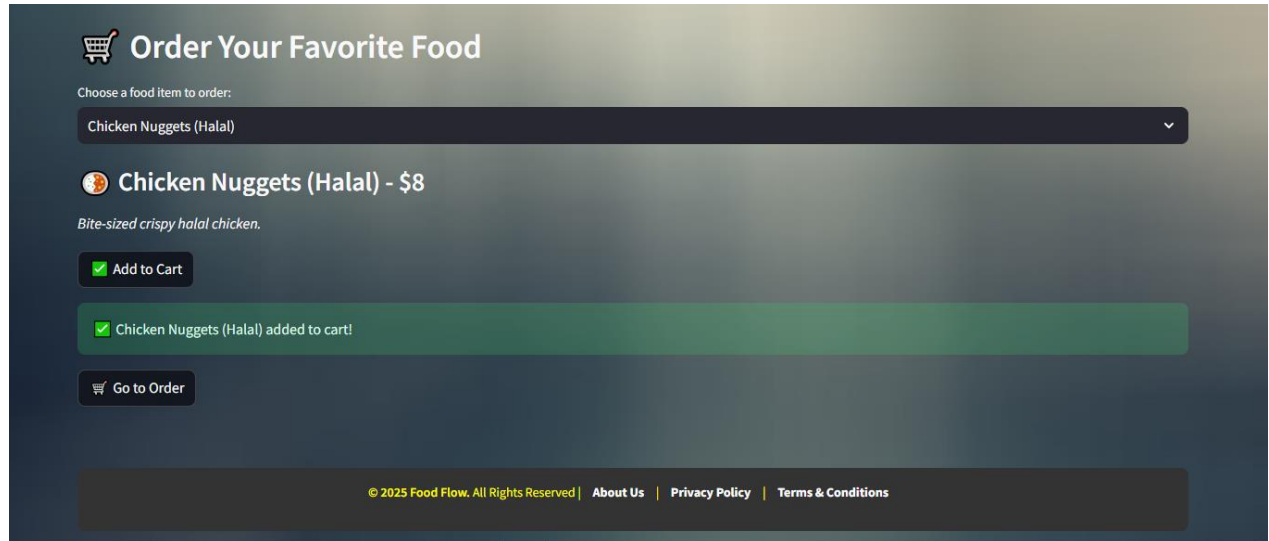 🛒 Order Your Favorite Food
Choose a food item to order:
Chicken Nuggets (Halal)
Chicken Nuggets (Halal) - $8
Bite-sized crispy halal chicken.
✅ Add to Cart
✅ Chicken Nuggets (Halal) added to cart!
🛒 Go to Order
© 2025 Food Flow. All Rights Reserved | About Us | Privacy Policy | Terms & Conditions